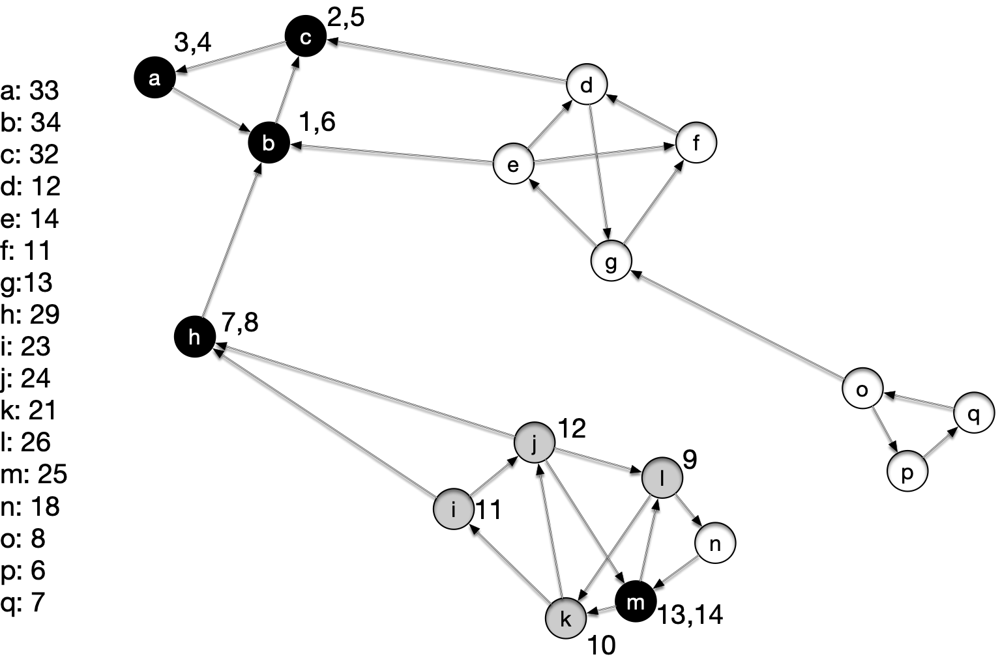 a: 33
b: 34
c: 32
d: 12
e: 14
f: 11
g:13
h: 29
i: 23
j: 24
k: 21
l: 26
m: 25
n: 18
o: 8
p: 6
q: 7
c 2,5
3,4
a
d
1,6
b
f
e
g
7,8
h
o
q
p
j 12
l 9
i 11
n
m 13,14
k
10